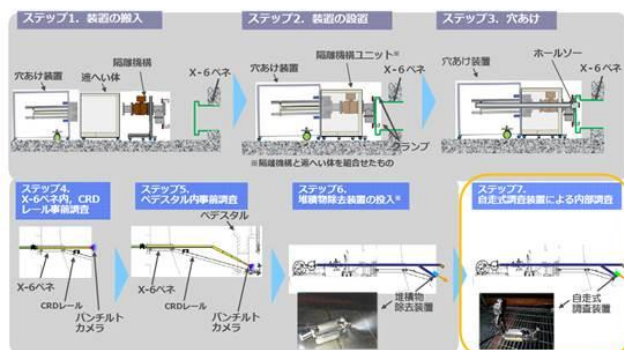 ステップ1. 装置の搬入
穴あけ装置
遮へい体
隔離機構
X-6ペネ
ステップ2. 装置の設置
穴あけ装置
隔離機構ユニット※
X-6ペネ
クランプ
※隔離機構と遮へい体を組合せたもの
ステップ3. 穴あけ
穴あけ装置
ホールソー
X-6ペネ
ステップ4.
X-6ペネ内, CRD
レール事前調査
X-6ペネ
CRDレール
パンチルト
カメラ
ステップ5.
ペデスタル内事前調査
ペデスタル
X-6ペネ
CRDレール
パンチルト
カメラ
ステップ6.
堆積物除去装置の投入※
堆積物
除去装置
ステップ7.
自走式調査装置による内部調査
自走式
調査装置